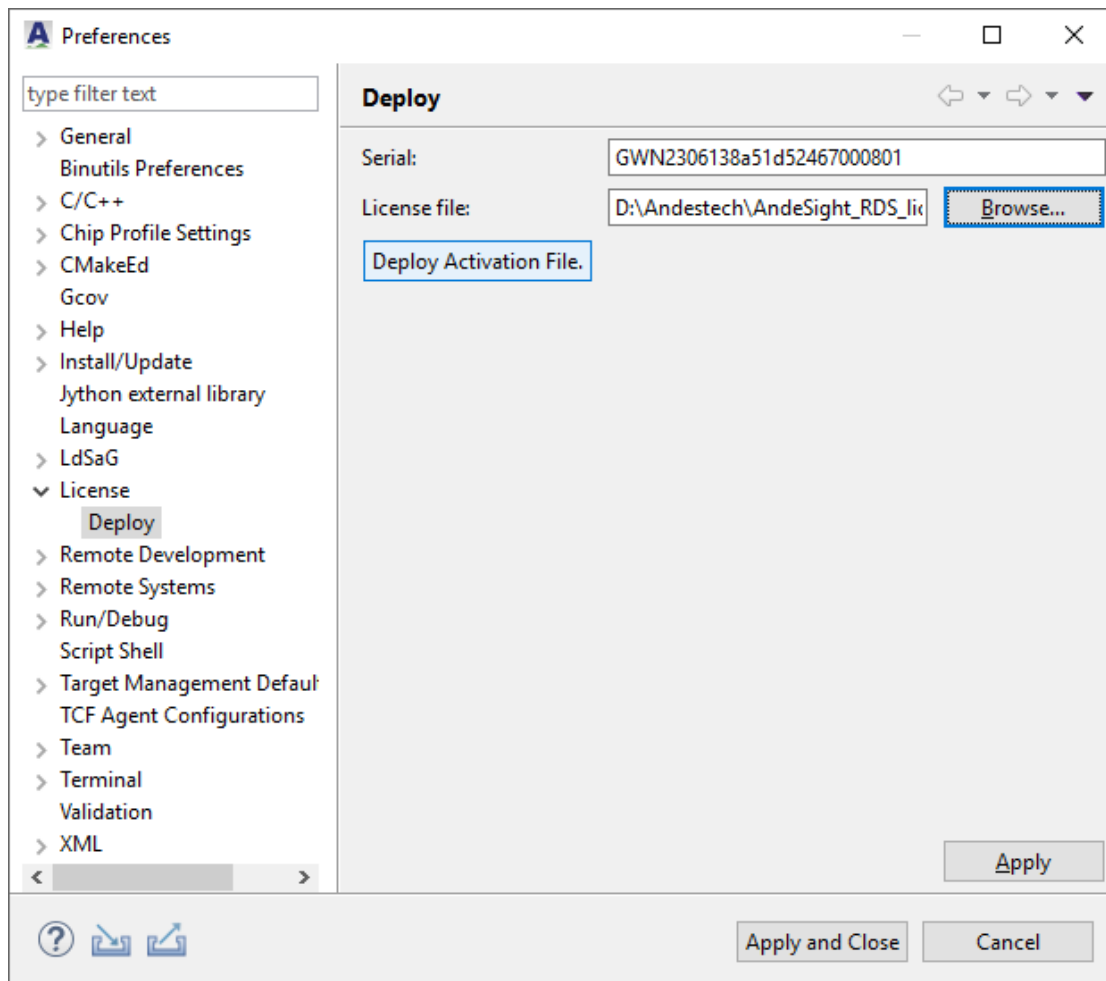 Preferences
type filter text
General
Binutils Preferences
C/C++
Chip Profile Settings
CMakeEd
Gcov
Help
Install/Update
Jython external library
Language
LdSaG
License
Deploy
Remote Development
Remote Systems
Run/Debug
Script Shell
Target Management Defaul
TCF Agent Configurations
Team
Terminal
Validation
XML
Deploy
Serial: GWN2306138a51d52467000801
License file: D:\Andestech\AndeSight_RDS_lic Browse...
Deploy Activation File.
Apply
Apply and Close Cancel